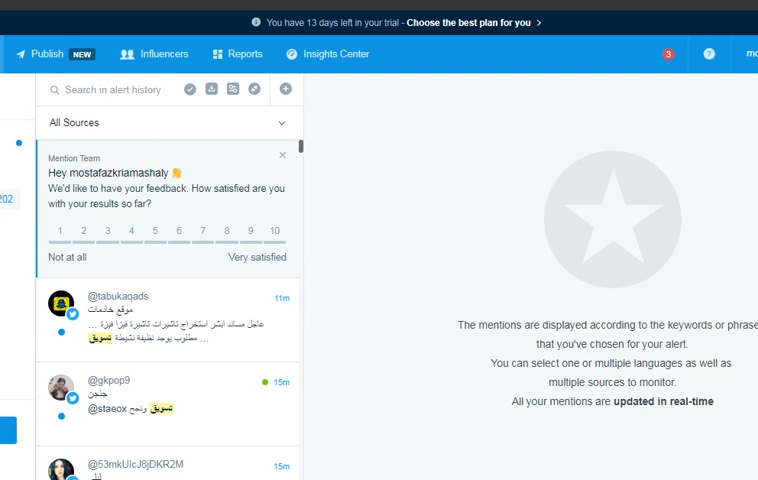 You have 13 days left in your trial - Choose the best plan for you
Publish NEW Influencers Reports Insights Center 3 ?
Search in alert history
All Sources
Mention Team
Hey mostafazkriamashaly 👋
We'd like to have your feedback. How satisfied are you
with your results so far?
1 2 3 4 5 6 7 8 9 10
Not at all Very satisfied
202
@tabukaqads 11m
موقع خادمات
عاجل مساند ابشر استخراج تاشيرات تاشيرة فيزا فيزة ...
... مطلوب يوجد نظيفة نشيطة تسويق
@gkpop9 15m
جنحن
@staeox ونجح تسويق
@53mkUIcJ8jDKR2M 15m
The mentions are displayed according to the keywords or phrase
that you've chosen for your alert.
You can select one or multiple languages as well as
multiple sources to monitor.
All your mentions are updated in real-time